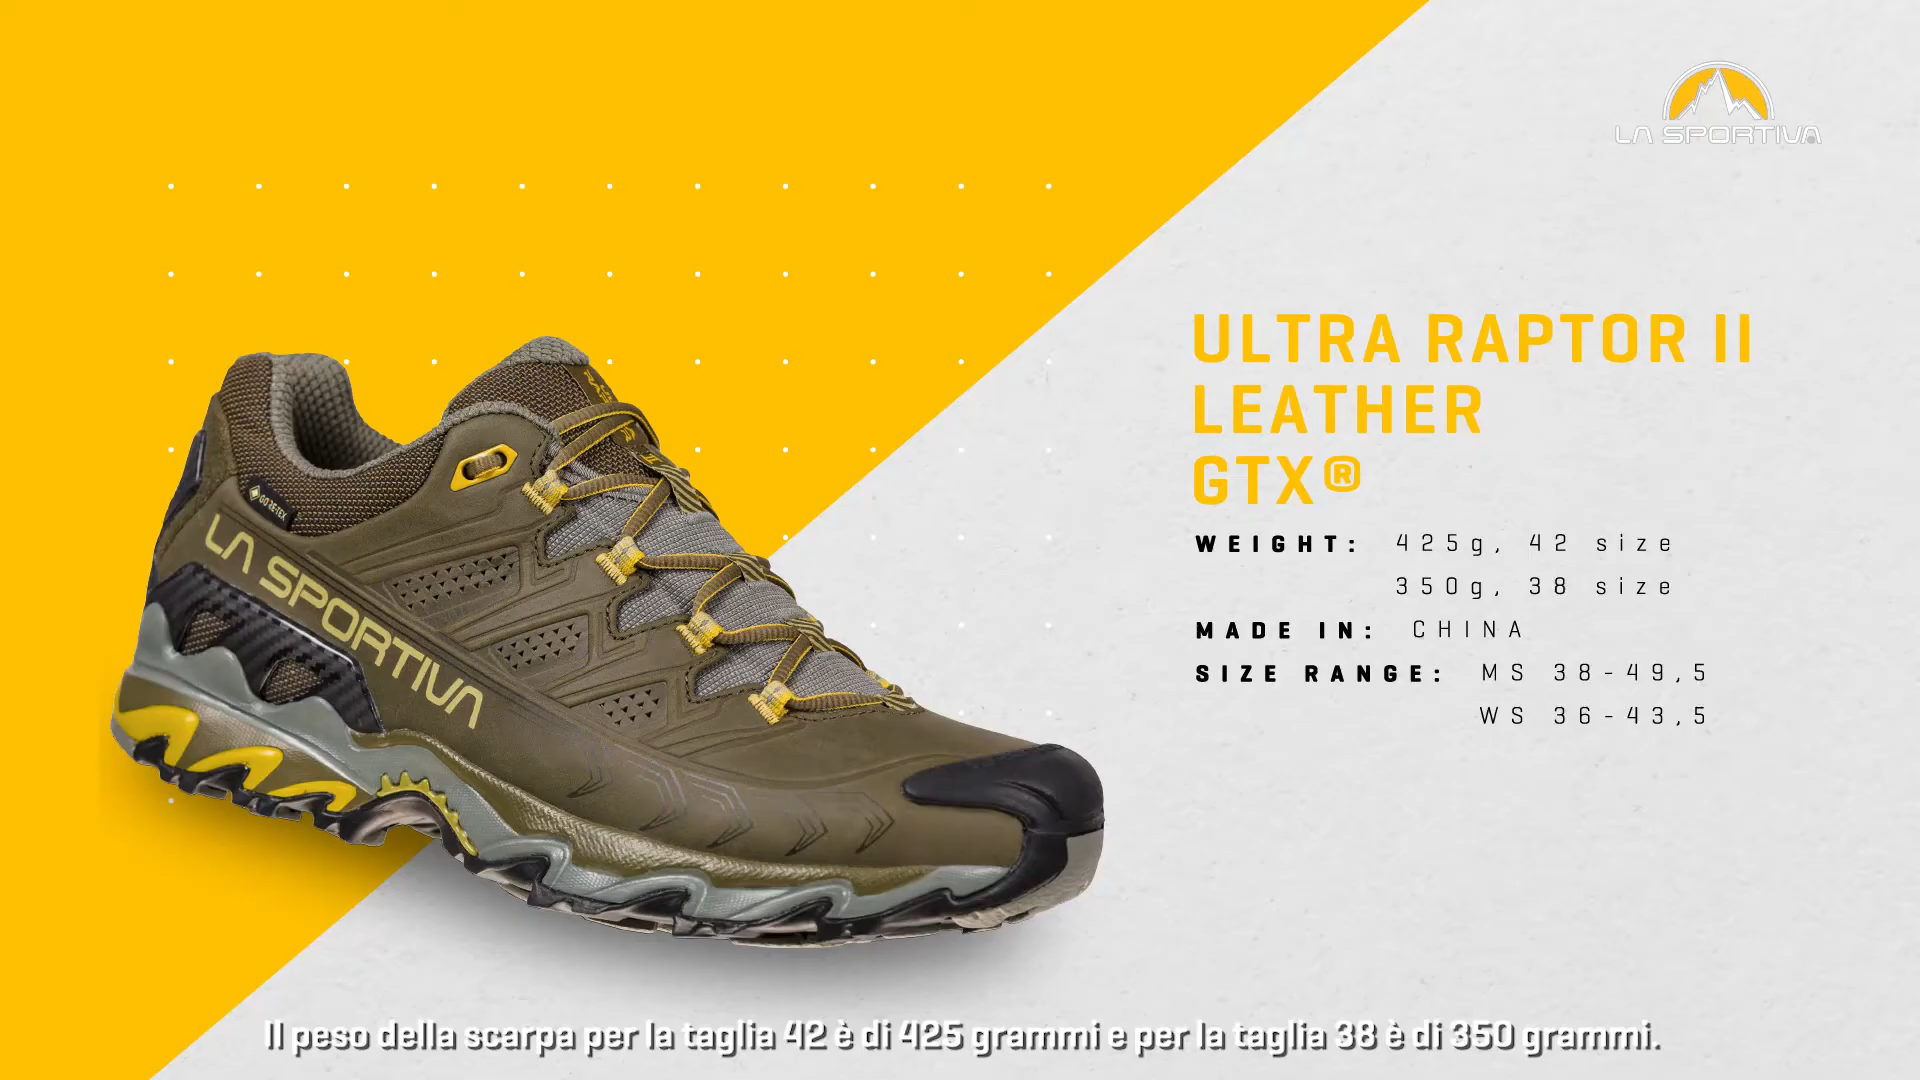 LA SPORTIVA
ULTRA RAPTOR II
LEATHER
GTX®
WEIGHT: 425g, 42 size
350g, 38 size
MADE IN: CHINA
SIZE RANGE: MS 38-49,5
WS 36-43,5
GORE-TEX
LA SPORTIVA
Il peso della scarpa per la taglia 42 è di 425 grammi e per la taglia 38 è di 350 grammi.